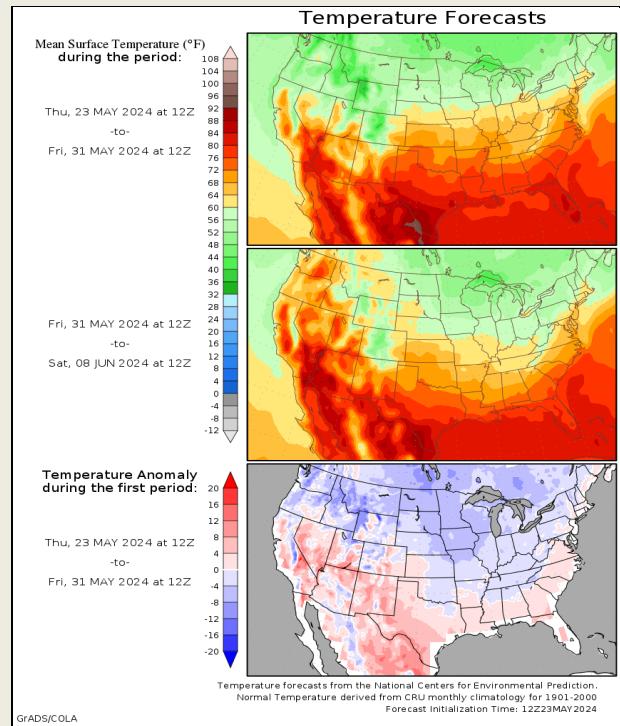 Temperature Forecasts
Mean Surface Temperature (°F)
during the period:
108
104
100
96
92
88
84
80
76
72
68
64
60
56
52
48
44
40
36
32
28
24
20
16
12
8
4
0
-4
-8
-12
Thu, 23 MAY 2024 at 12Z
-to-
Fri, 31 MAY 2024 at 12Z
Fri, 31 MAY 2024 at 12Z
-to-
Sat, 08 JUN 2024 at 12Z
Temperature Anomaly
during the first period:
20
16
12
8
4
0
-4
-8
-12
-16
-20
Thu, 23 MAY 2024 at 12Z
-to-
Fri, 31 MAY 2024 at 12Z
Temperature forecasts from the National Centers for Environmental Prediction.
Normal Temperature derived from CRU monthly climatology for 1901-2000
Forecast Initialization Time: 12Z23MAY2024
GrADS/COLA